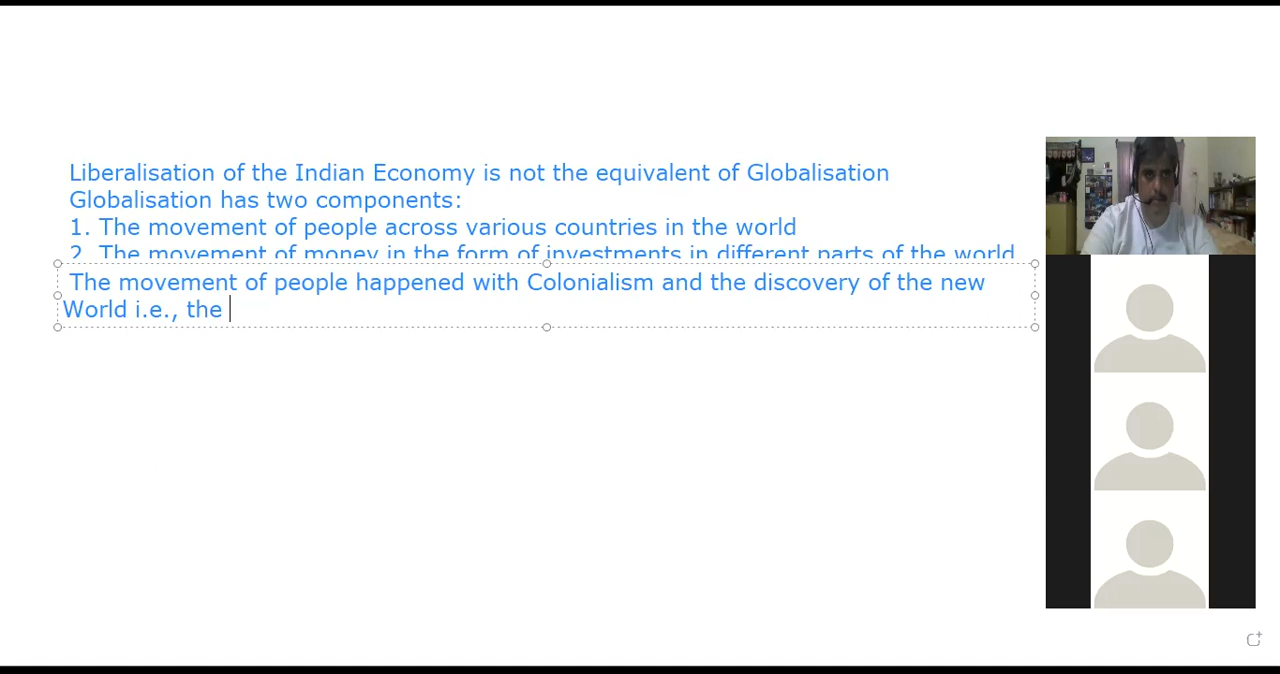 Liberalisation of the Indian Economy is not the equivalent of Globalisation
Globalisation has two components:
1. The movement of people across various countries in the world
2. The movement of money in the form of investments in different parts of the world
The movement of people happened with Colonialism and the discovery of the new
World i.e., the